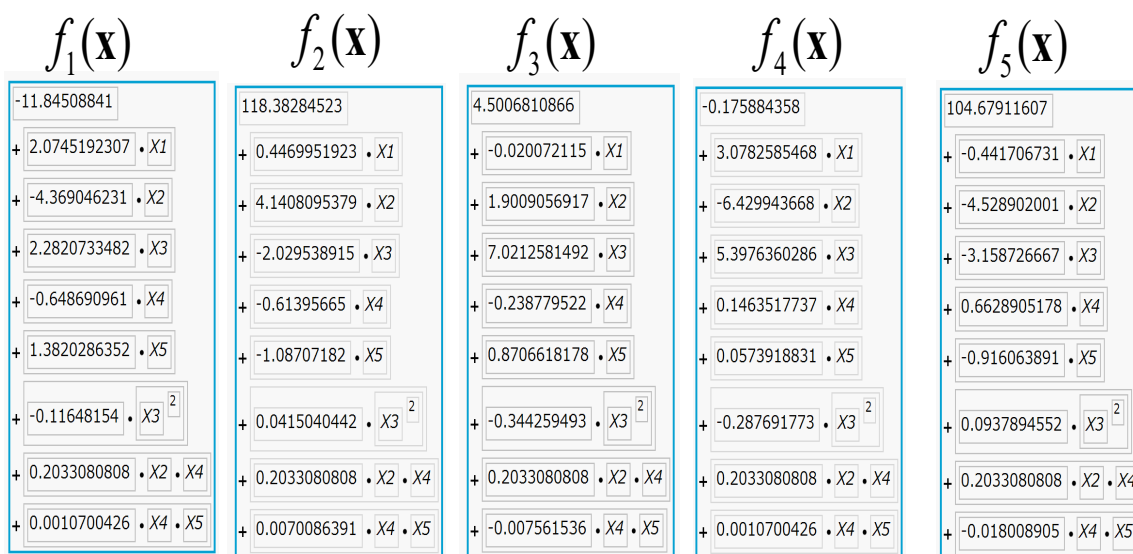 f1(x)
-11.84508841
+ 2.0745192307 • X1
+ -4.369046231 • X2
+ 2.2820733482 • X3
+ -0.648690961 • X4
+ 1.3820286352 • X5
+ -0.11648154 • X3 2
+ 0.2033080808 • X2 • X4
+ 0.0010700426 • X4 • X5
f2(x)
118.38284523
+ 0.4469951923 • X1
+ 4.1408095379 • X2
+ -2.029538915 • X3
+ -0.61395665 • X4
+ -1.08707182 • X5
+ 0.0415040442 • X3 2
+ 0.2033080808 • X2 • X4
+ 0.0070086391 • X4 • X5
f3(x)
4.5006810866
+ -0.020072115 • X1
+ 1.9009056917 • X2
+ 7.0212581492 • X3
+ -0.238779522 • X4
+ 0.8706618178 • X5
+ -0.344259493 • X3 2
+ 0.2033080808 • X2 • X4
+ -0.007561536 • X4 • X5
f4(x)
-0.175884358
+ 3.0782585468 • X1
+ -6.429943668 • X2
+ 5.3976360286 • X3
+ 0.1463517737 • X4
+ 0.0573918831 • X5
+ -0.287691773 • X3 2
+ 0.2033080808 • X2 • X4
+ 0.0010700426 • X4 • X5
f5(x)
104.67911607
+ -0.441706731 • X1
+ -4.528902001 • X2
+ -3.158726667 • X3
+ 0.6628905178 • X4
+ -0.916063891 • X5
+ 0.0937894552 • X3 2
+ 0.2033080808 • X2 • X4
+ -0.018008905 • X4 • X5